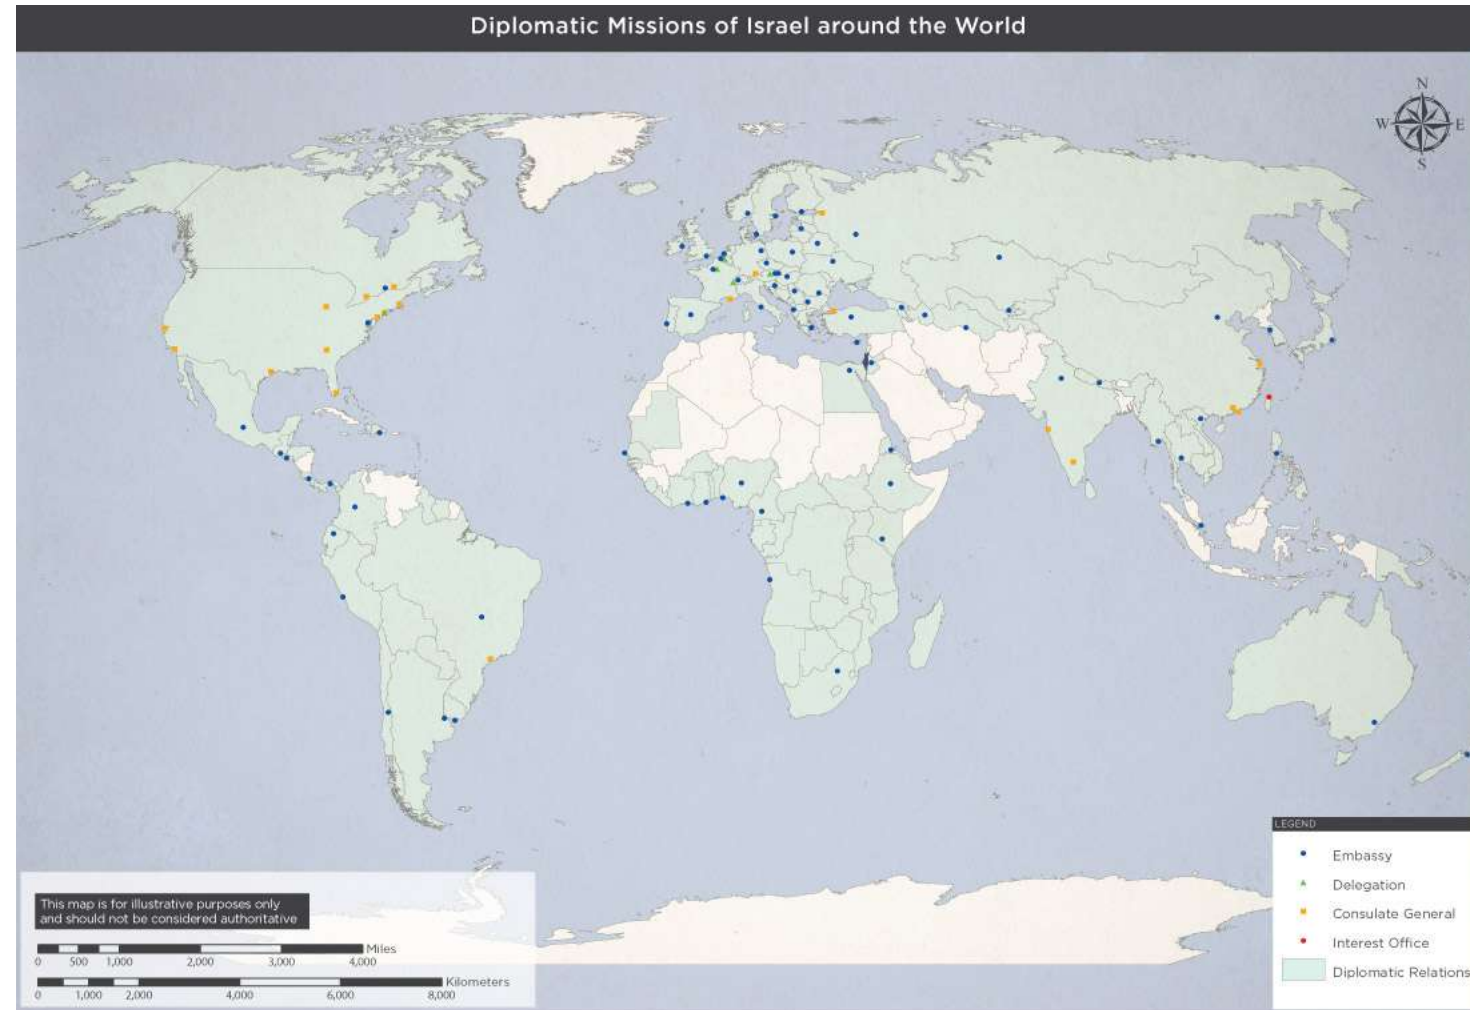 Diplomatic Missions of Israel around the World
N
W E
S
LEGEND
Embassy
Delegation
Consulate General
Interest Office
Diplomatic Relations
This map is for illustrative purposes only
and should not be considered authoritative
Miles
0 500 1,000 2,000 3,000 4,000
Kilometers
0 1,000 2,000 4,000 6,000 8,000